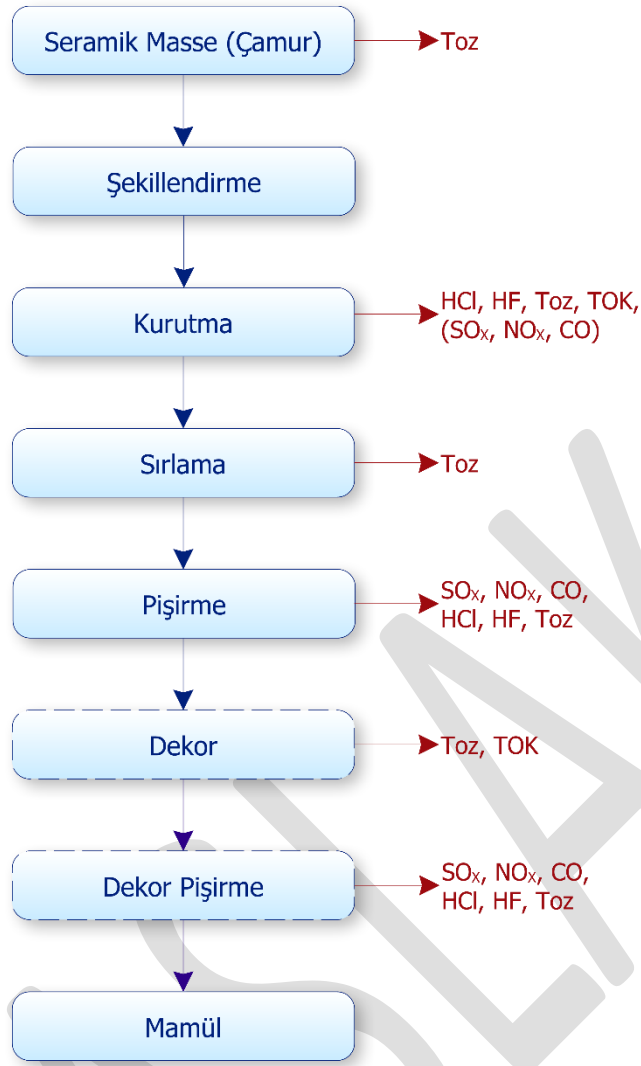 Seramik Masse (Çamur)
Toz
Şekillendirme
Kurutma
HCl, HF, Toz, TOK,
(SOx, NOx, CO)
Sırlama
Toz
Pişirme
SOx, NOx, CO,
HCl, HF, Toz
Dekor
Toz, TOK
Dekor Pişirme
SOx, NOx, CO,
HCl, HF, Toz
Mamül